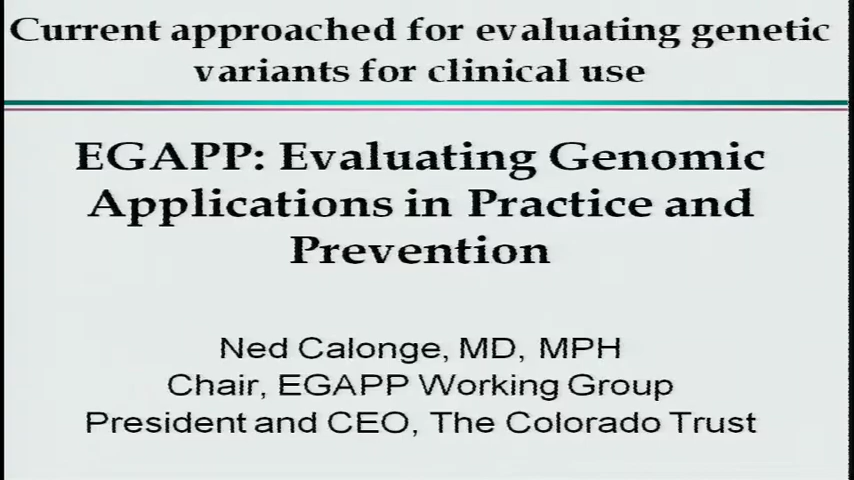 Current approached for evaluating genetic
variants for clinical use
EGAPP: Evaluating Genomic
Applications in Practice and
Prevention
Ned Calonge, MD, MPH
Chair, EGAPP Working Group
President and CEO, The Colorado Trust